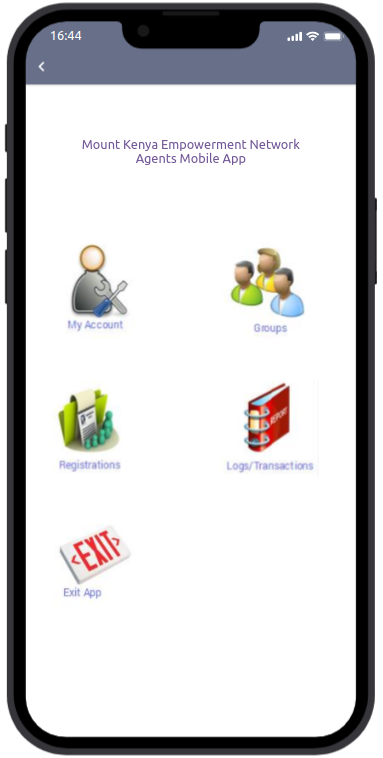 16:44
Mount Kenya Empowerment Network
Agents Mobile App
My Account
Groups
REPORT
Registrations
Logs/Transactions
<EXIT>
Exit App